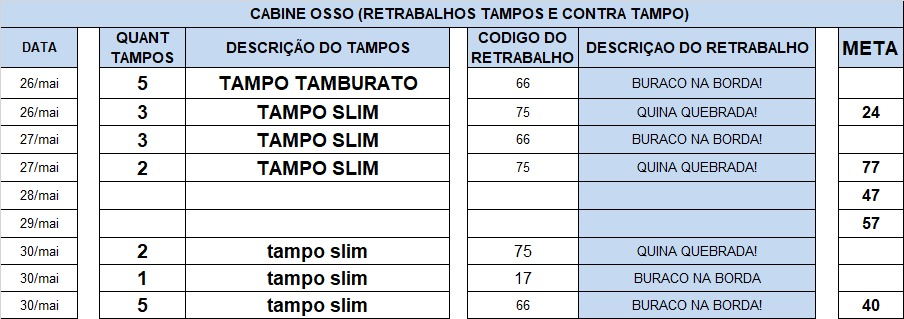 CABINE OSSO (RETRABALHOS TAMPOS E CONTRA TAMPO)
DATA QUANT TAMPOS DESCRIÇÃO DO TAMPOS CODIGO DO RETRABALHO DESCRIÇAO DO RETRABALHO META
26/mai 5 TAMPO TAMBURATO 66 BURACO NA BORDA!
26/mai 3 TAMPO SLIM 75 QUINA QUEBRADA! 24
27/mai 3 TAMPO SLIM 66 BURACO NA BORDA!
27/mai 2 TAMPO SLIM 75 QUINA QUEBRADA! 77
28/mai 47
29/mai 57
30/mai 2 tampo slim 75 QUINA QUEBRADA!
30/mai 1 tampo slim 17 BURACO NA BORDA
30/mai 5 tampo slim 66 BURACO NA BORDA! 40